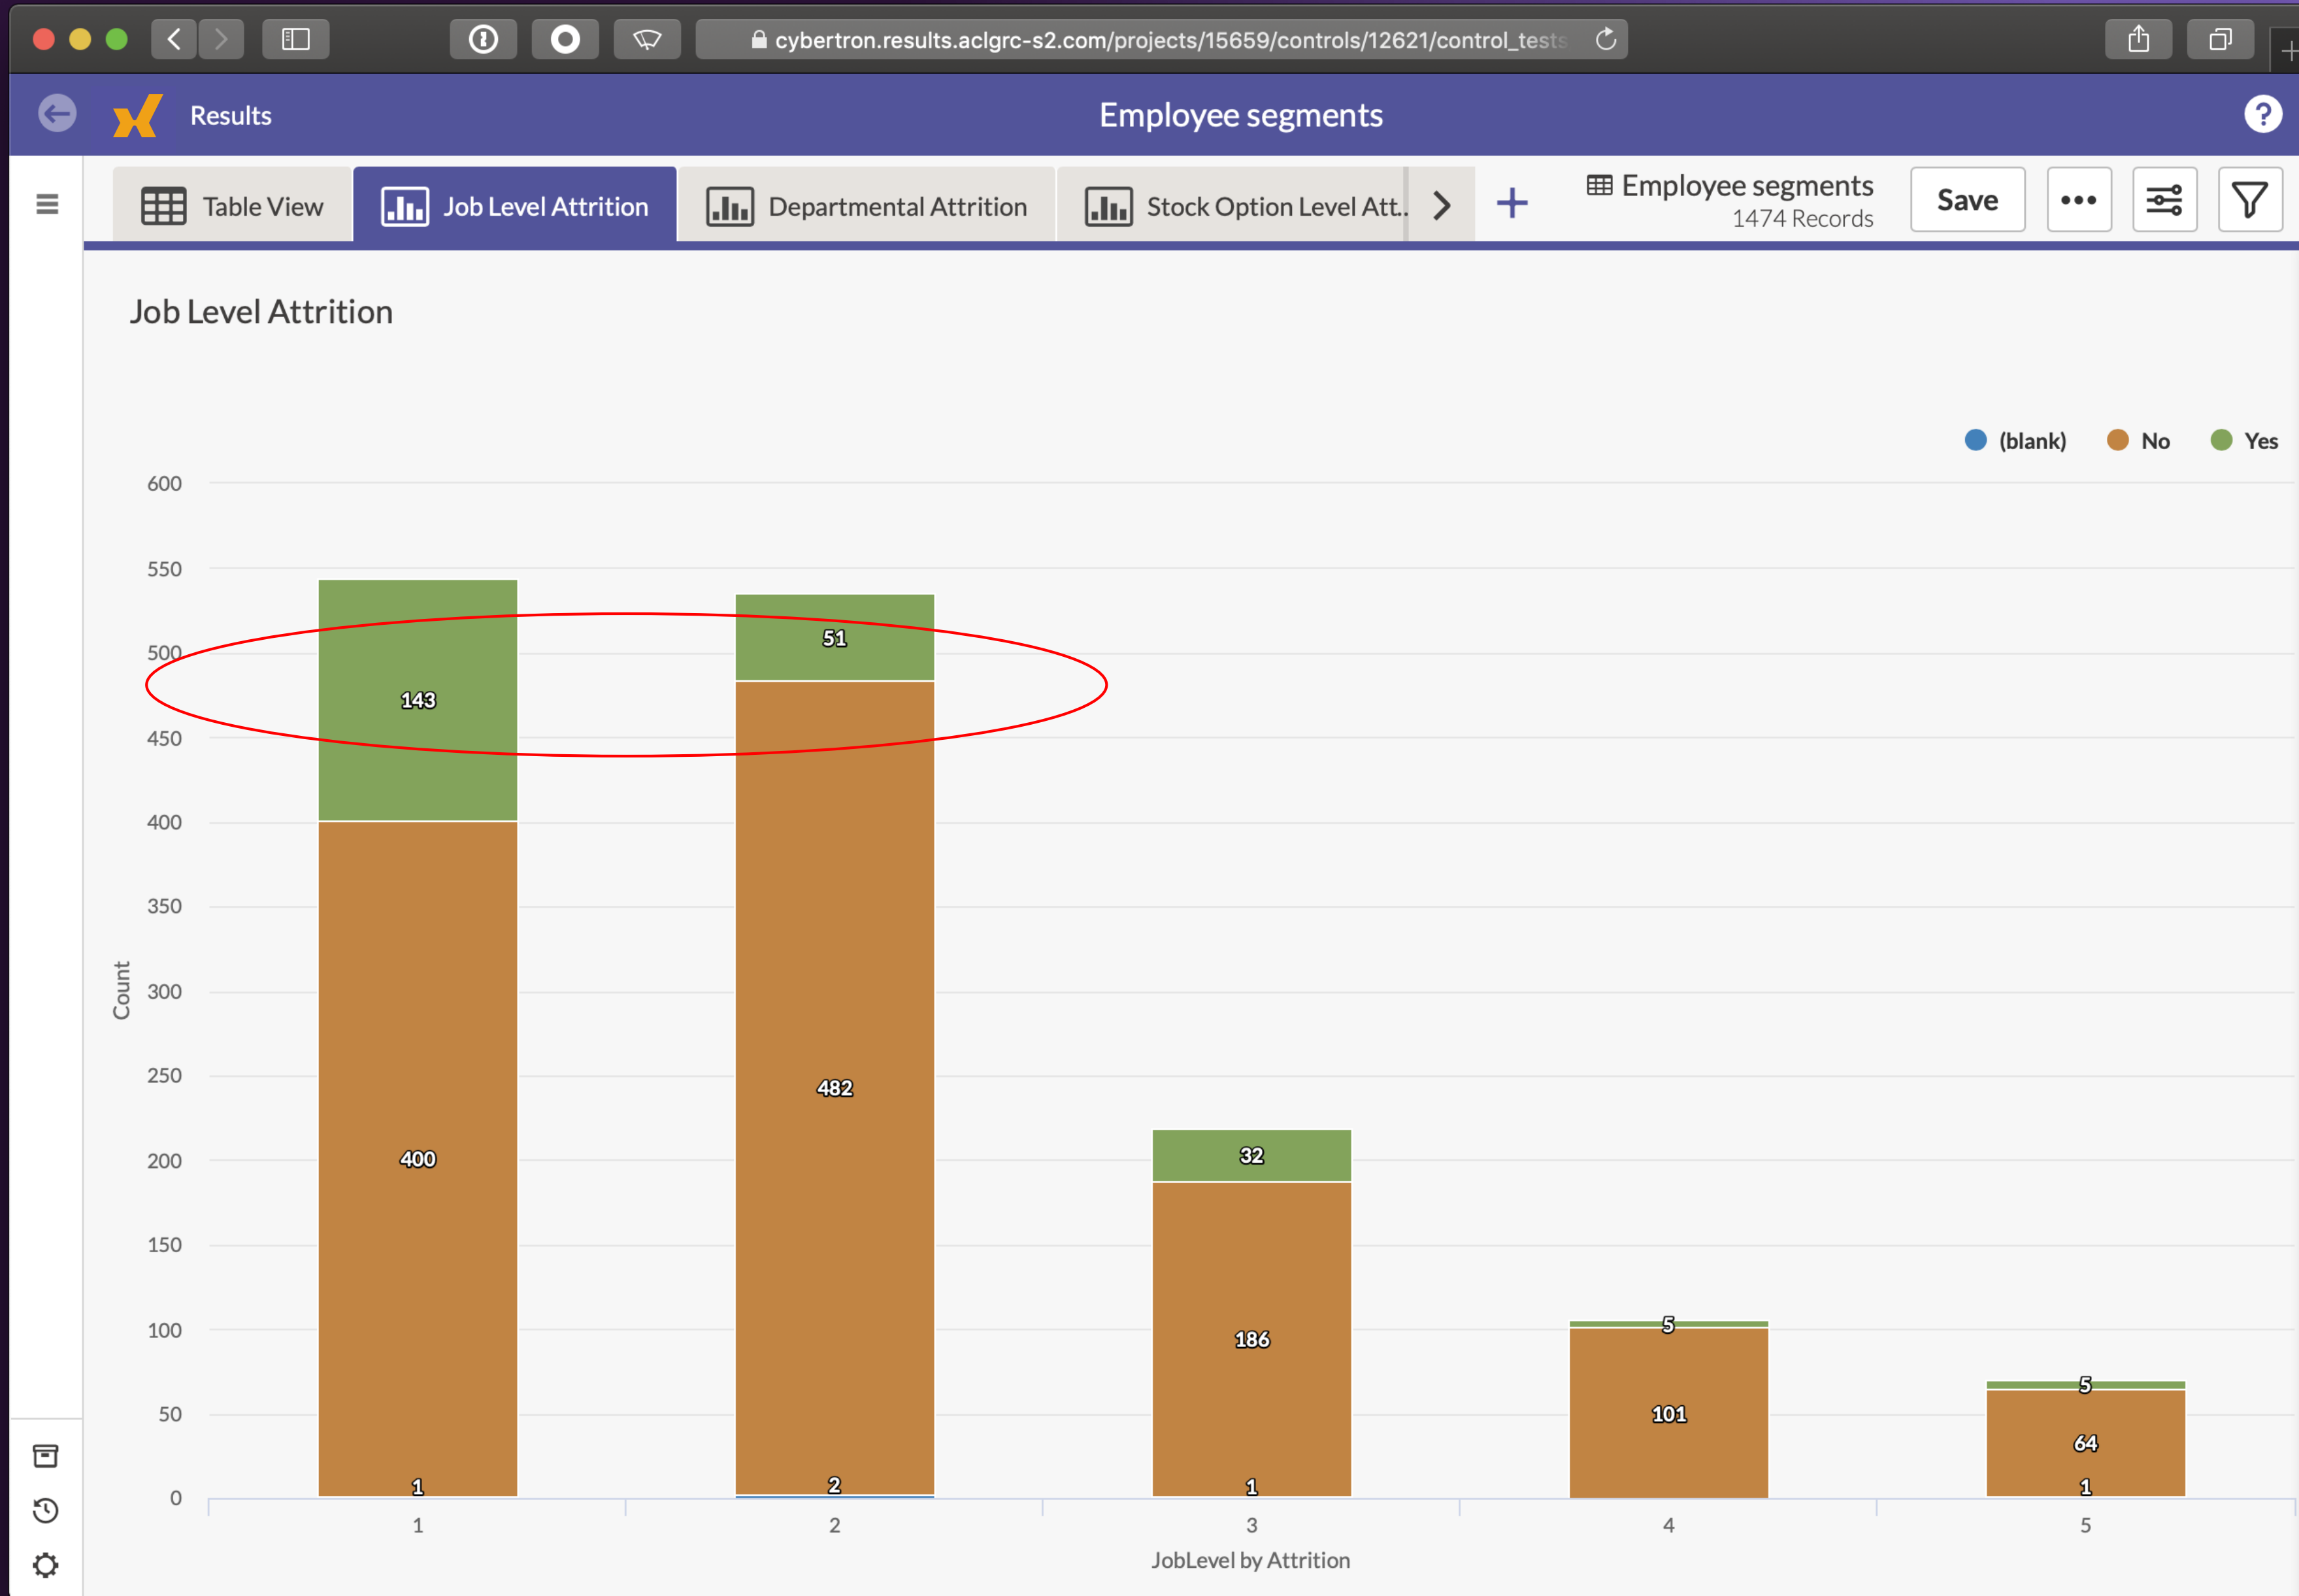 cybertron.results.aclgrc-s2.com/projects/15659/controls/12621/control_tests
Results
Employee segments
?
Table View
Job Level Attrition
Departmental Attrition
Stock Option Level Att..
+
Employee segments
1474 Records
Save
Job Level Attrition
(blank)
No
Yes
600
550
500
450
400
350
300
250
200
150
100
50
0
Count
143
400
1
51
482
2
32
186
1
5
101
5
64
1
1
2
3
4
5
JobLevel by Attrition